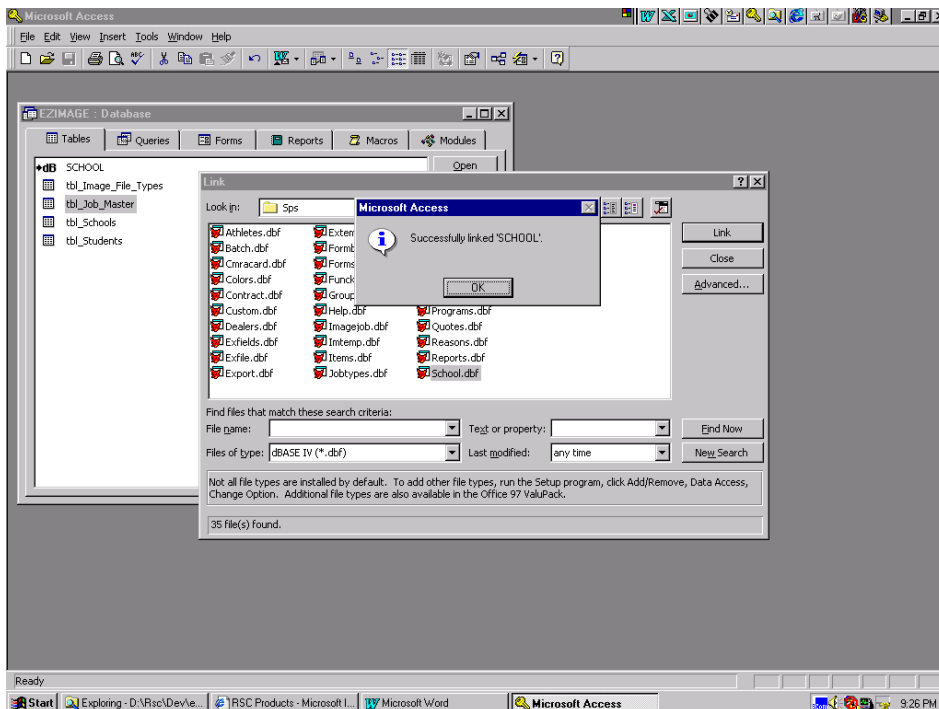 Microsoft Access
File Edit View Insert Tools Window Help
EZIMAGE : Database
Tables Queries Forms Reports Macros Modules
dB SCHOOL
Open
tbl_Image_File_Types
tbl_Job_Master
tbl_Schools
tbl_Students
Link
Look in: Sps
Microsoft Access
Successfully linked 'SCHOOL'.
OK
Link
Close
Advanced...
Athletes.dbf
Batch.dbf
Cmracard.dbf
Colors.dbf
Contract.dbf
Custom.dbf
Dealers.dbf
Exfields.dbf
Exfile.dbf
Export.dbf
Exter
Formb
Forms
Funck
Group
Help.dbf
Imagejob.dbf
Imtemp.dbf
Items.dbf
Jobtypes.dbf
Programs.dbf
Quotes.dbf
Reasons.dbf
Reports.dbf
School.dbf
Find files that match these search criteria:
File name: Text or property: Find Now
Files of type: dBASE IV (*.dbf) Last modified: any time New Search
Not all file types are installed by default. To add other file types, run the Setup program, click Add/Remove, Data Access,
Change Option. Additional file types are also available in the Office 97 ValuPack.
35 file(s) found.
Ready
Start Exploring - D:\Rsc\Dev\e... RSC Products - Microsoft I... Microsoft Word Microsoft Access 9:26 PM